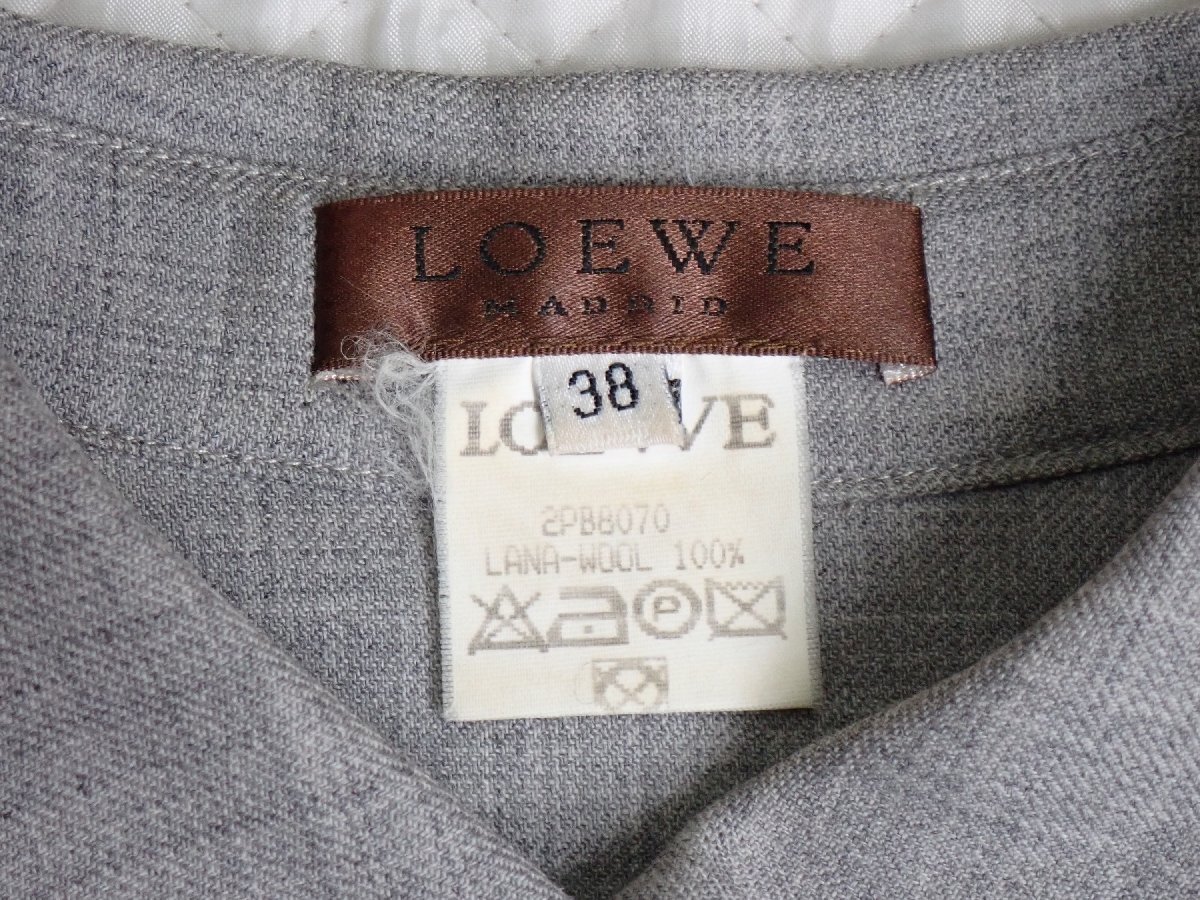 LOEWE
MADRID
38
LOEWE
2PB8070
LANA-WOOL 100%
P